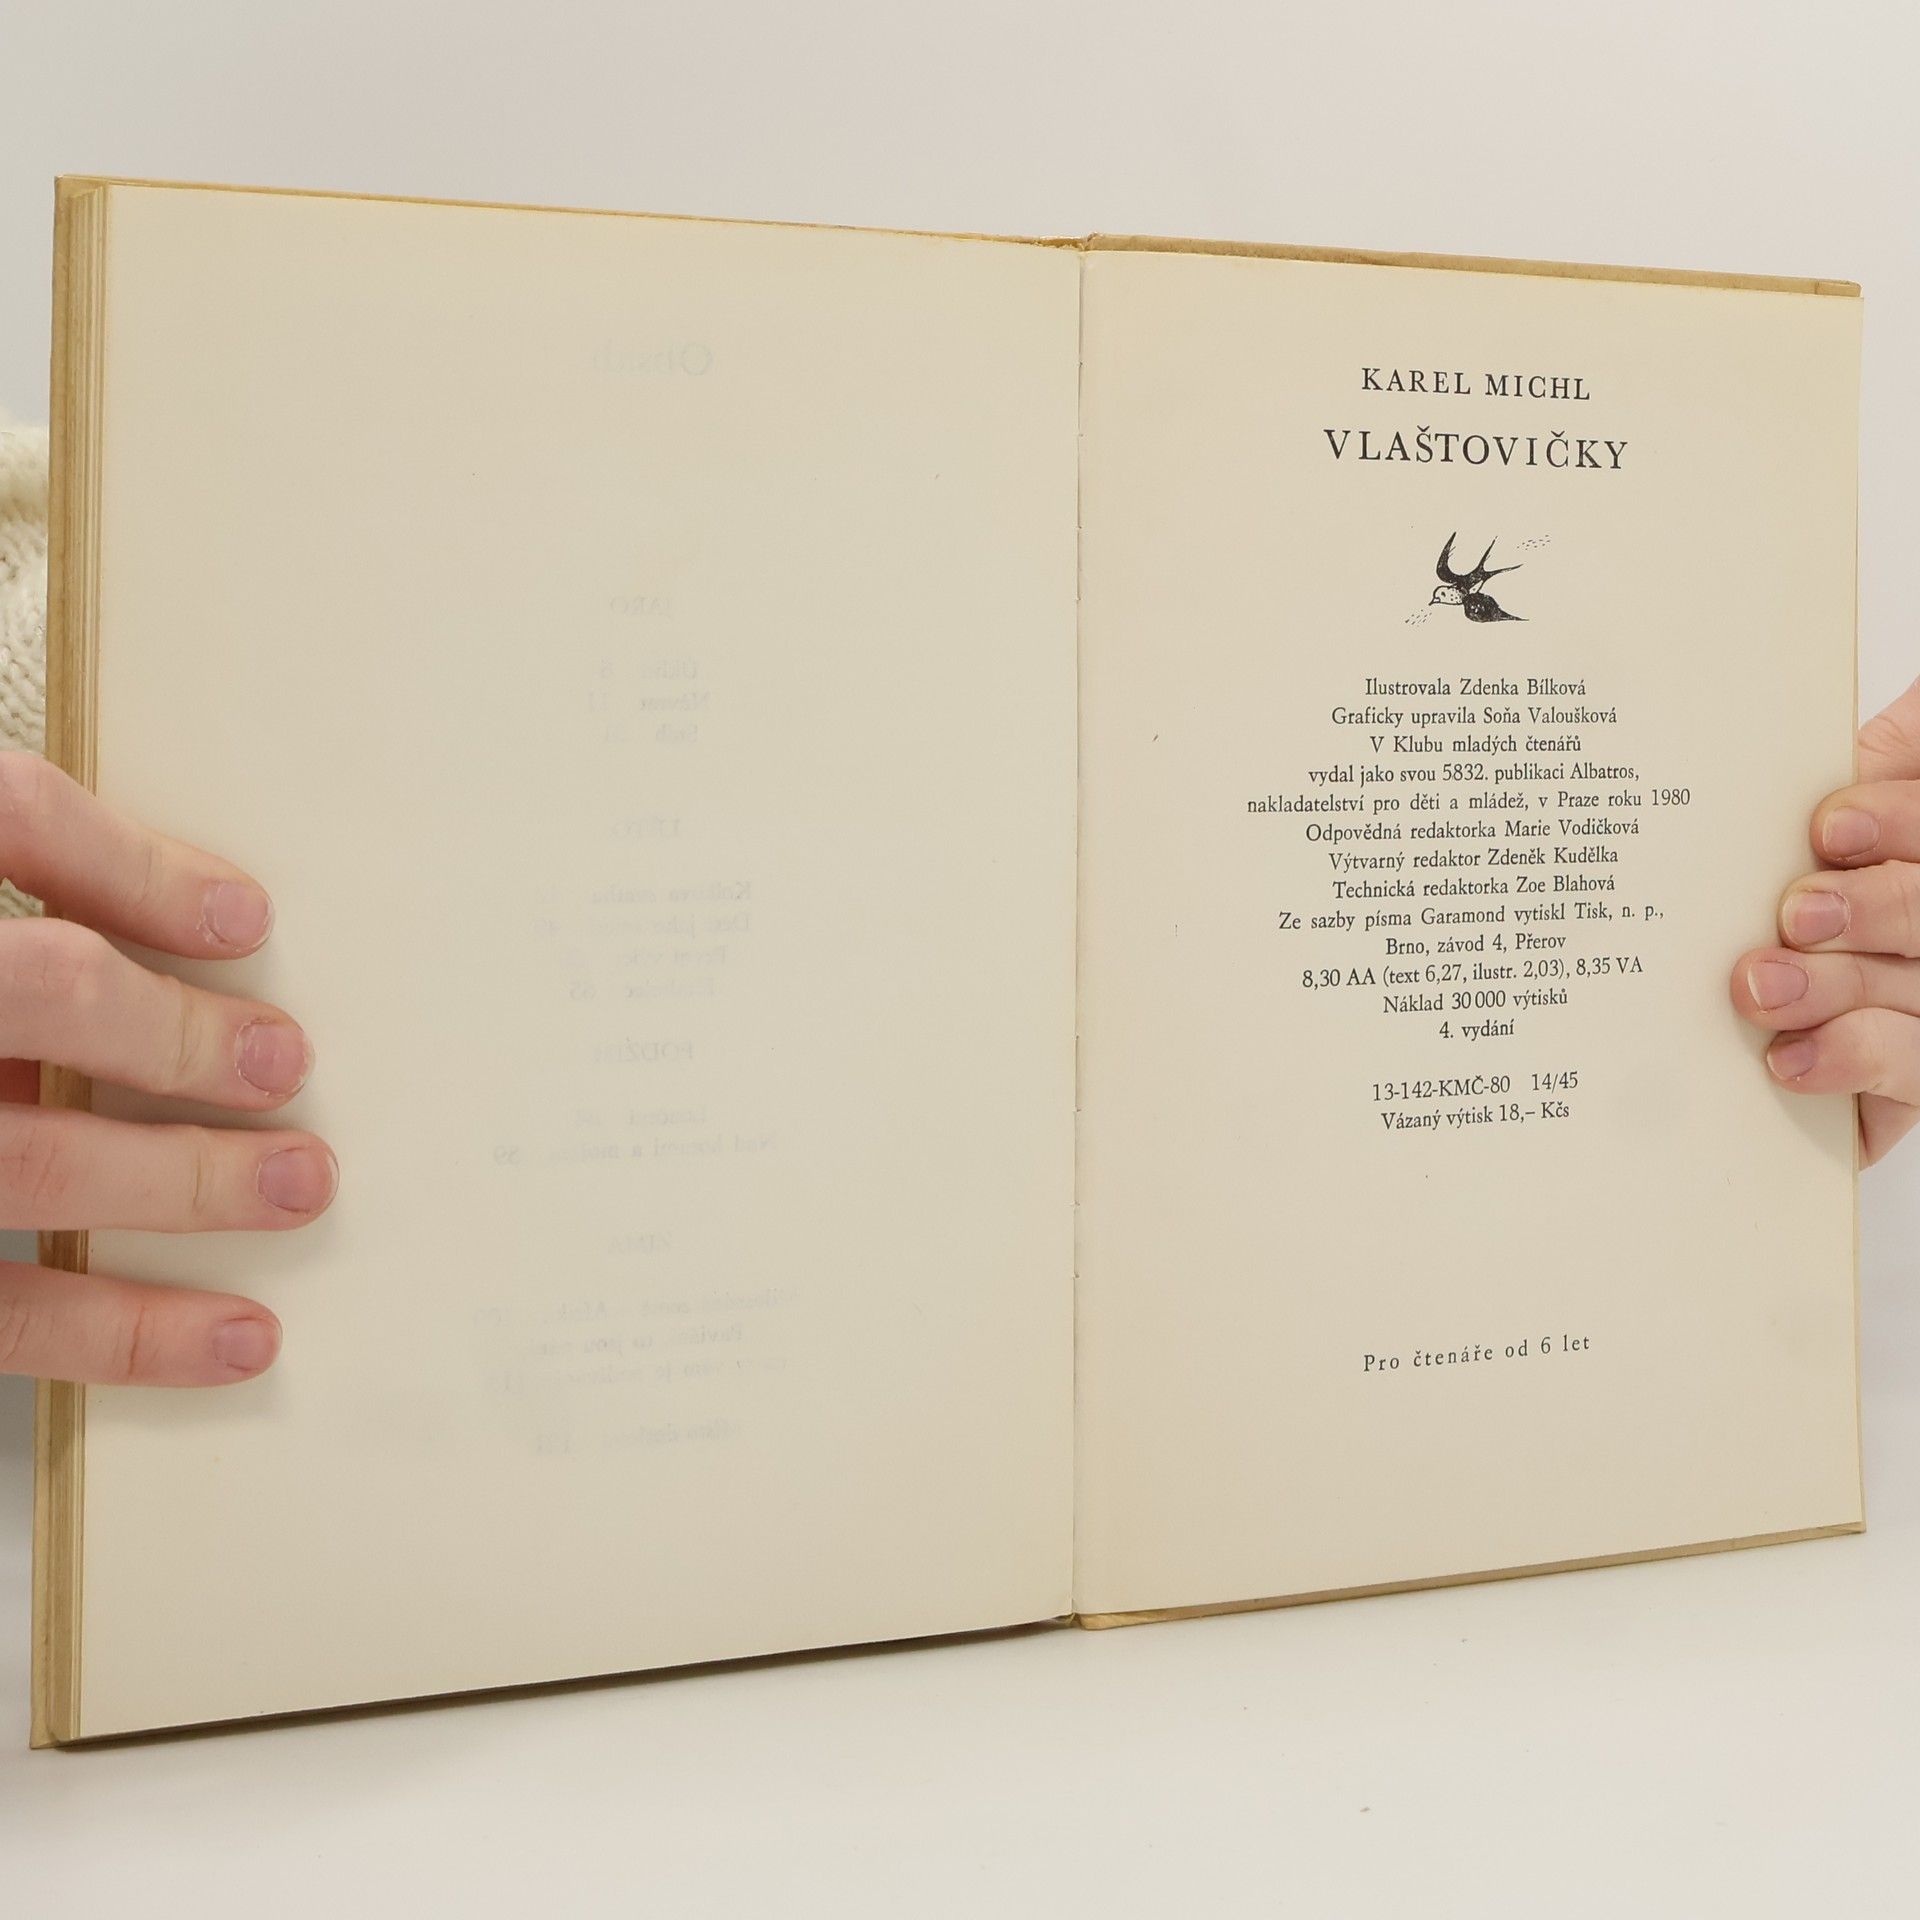 KAREL MICHL
VLAŠTOVIČKY
Ilustrovala Zdenka Bílková
Graficky upravila Soňa Valoušková
V Klubu mladých čtenářů
vydal jako svou 5832. publikaci Albatros,
nakladatelství pro děti a mládež, v Praze roku 1980
Odpovědná redaktorka Marie Vodičková
Výtvarný redaktor Zdeněk Kudělka
Technická redaktorka Zoe Blahová
Ze sazby písma Garamond vytiskl Tisk, n. p.,
Brno, závod 4, Přerov
8,30 AA (text 6,27, ilustr. 2,03), 8,35 VA
Náklad 30 000 výtisků
4. vydání
13-142-KMČ-80 14/45
Vázaný výtisk 18,– Kčs
Pro čtenáře od 6 let